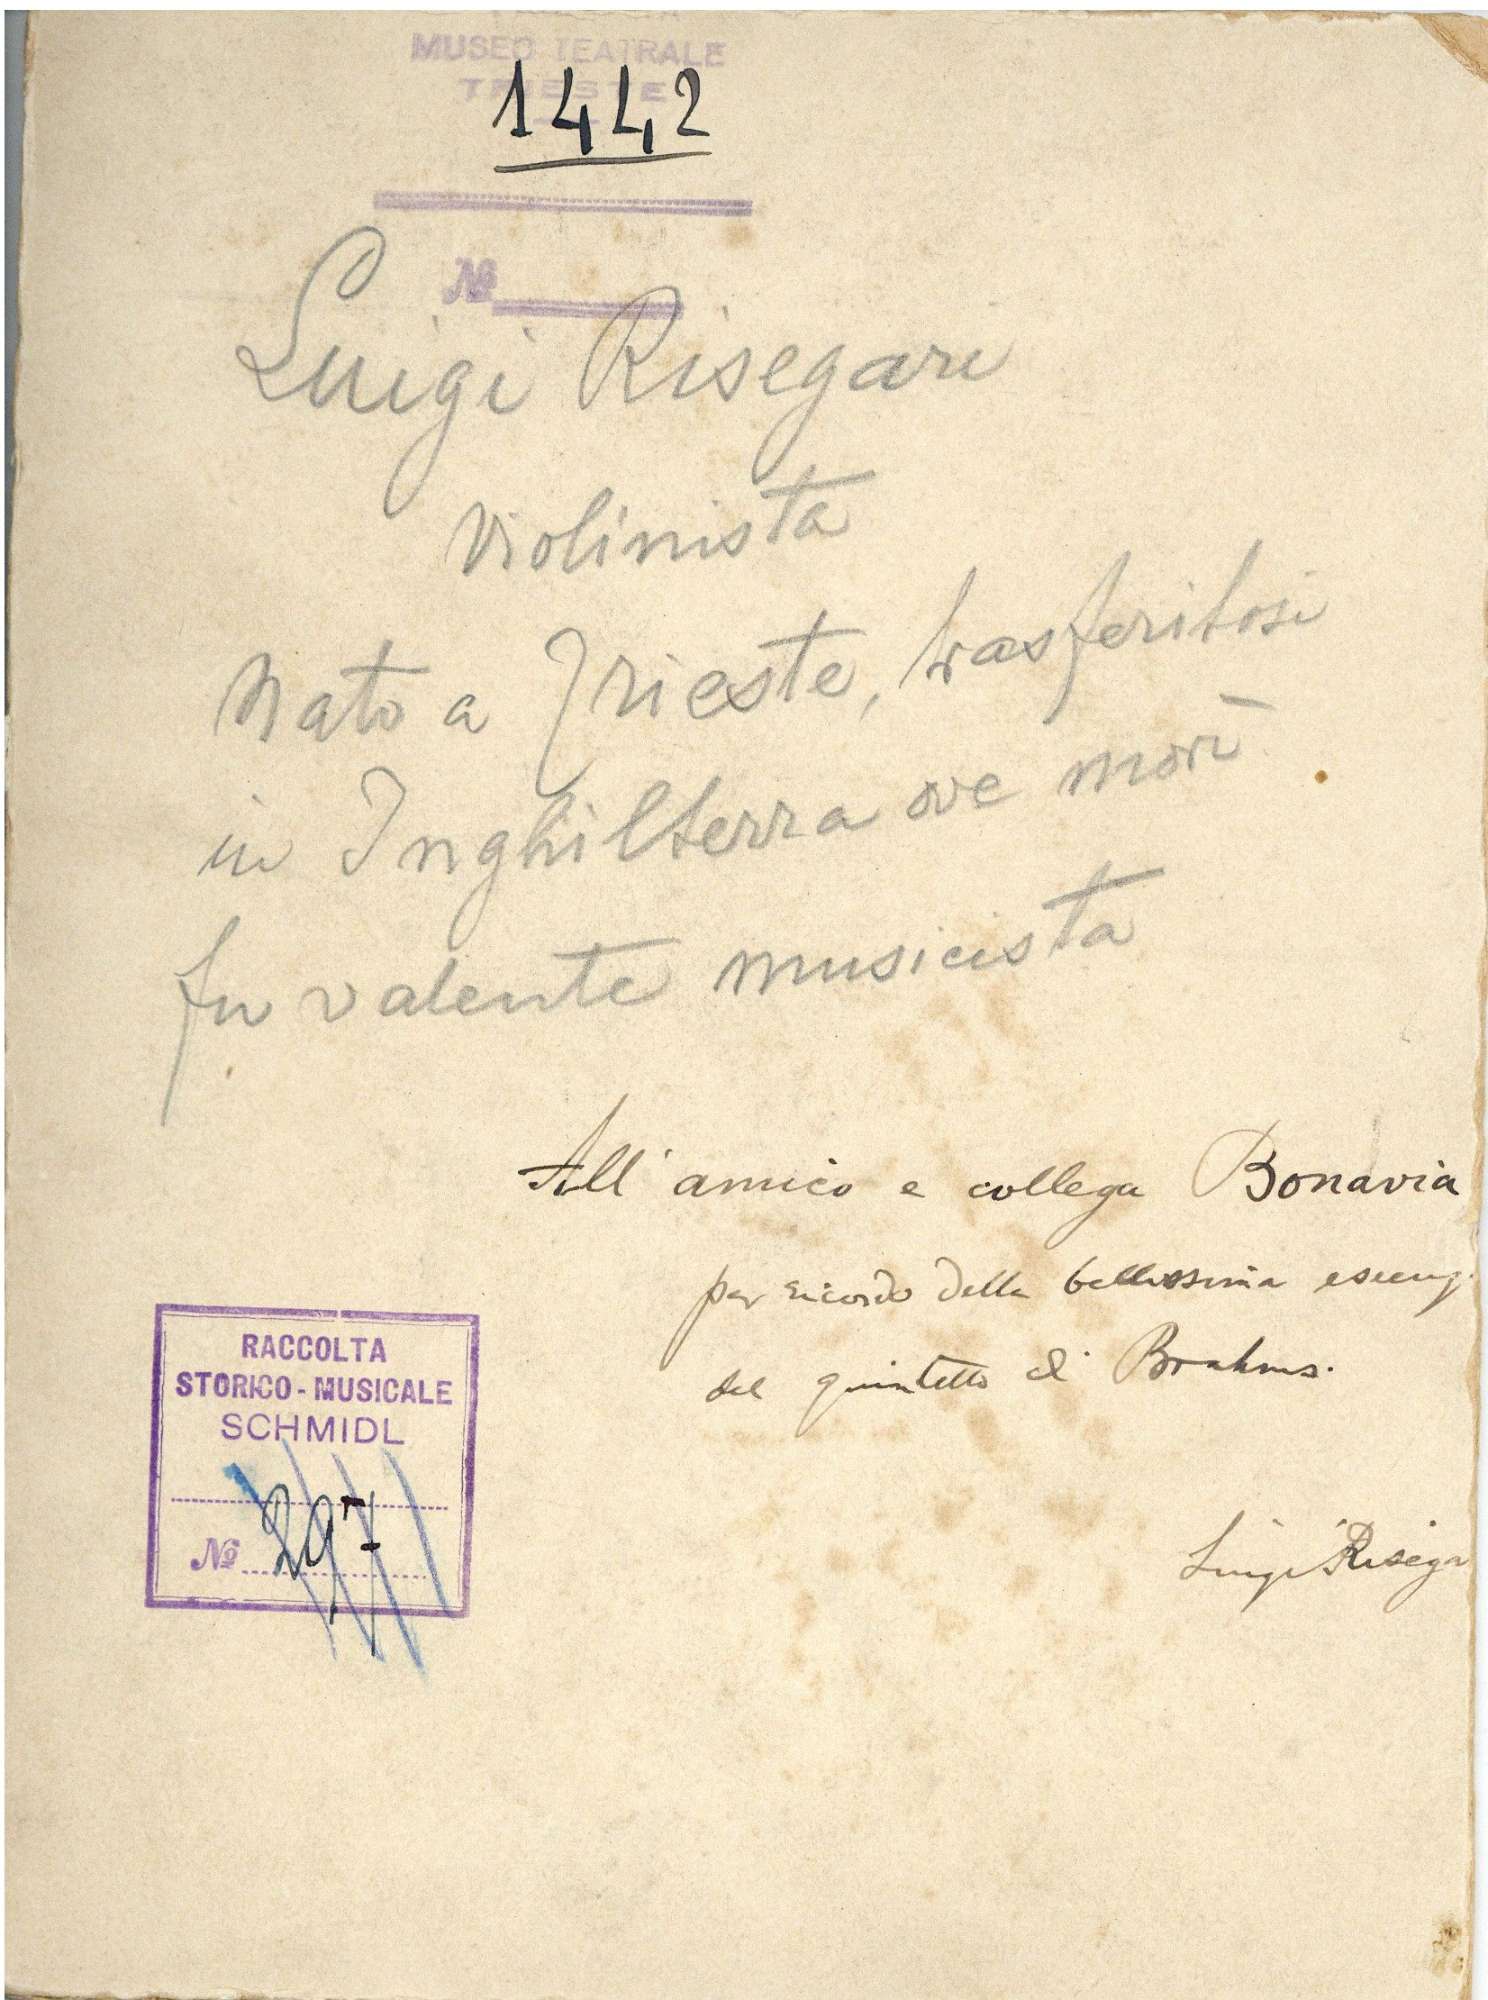 MUSEO TEATRALE
TRIESTE
1442
No
Luigi Risegari
violinista
nato a Trieste, trasferitosi
in Inghilterra ove morì
fu valente musicista
All'amico e collega Bonavia
per ricordo della bellissima esecuz.
del quintetto di Brahms.
Luigi Risega
RACCOLTA
STORICO-MUSICALE
SCHMIDL
No 297